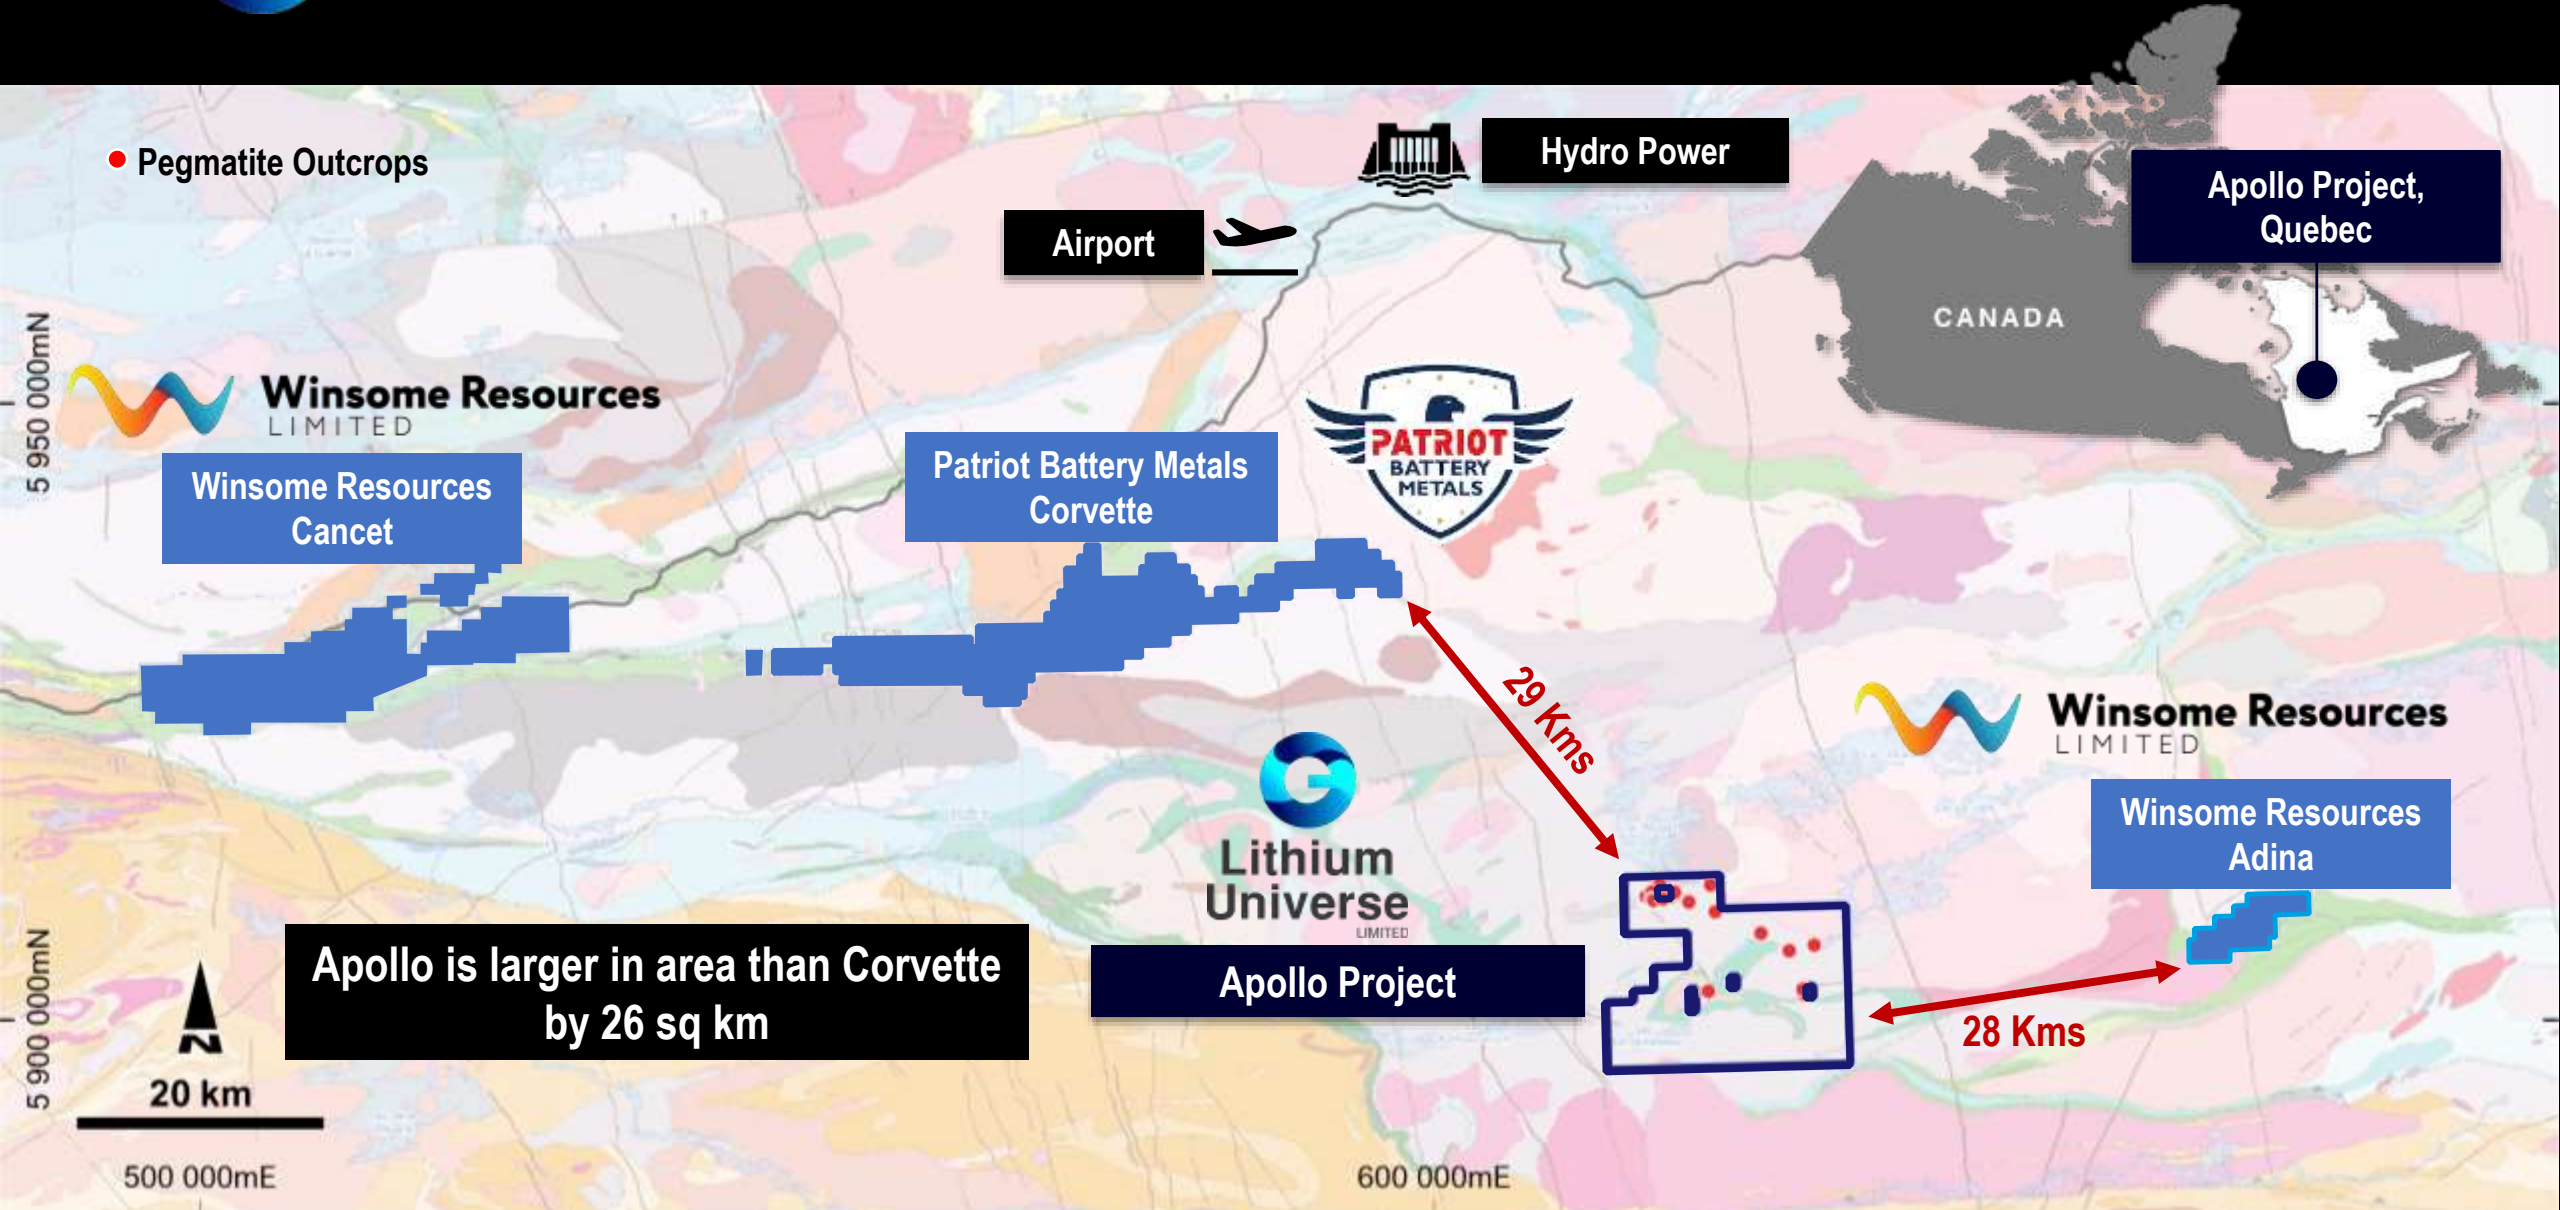 Pegmatite Outcrops
Hydro Power
Airport
Apollo Project,
Quebec
CANADA
5 950 000mN
Winsome Resources
LIMITED
Winsome Resources
Cancet
Patriot Battery Metals
Corvette
PATRIOT
BATTERY
METALS
29 Kms
Winsome Resources
LIMITED
Winsome Resources
Adina
Lithium
Universe
LIMITED
Apollo Project
28 Kms
Apollo is larger in area than Corvette
by 26 sq km
5 900 000mN
N
20 km
500 000mE
600 000mE